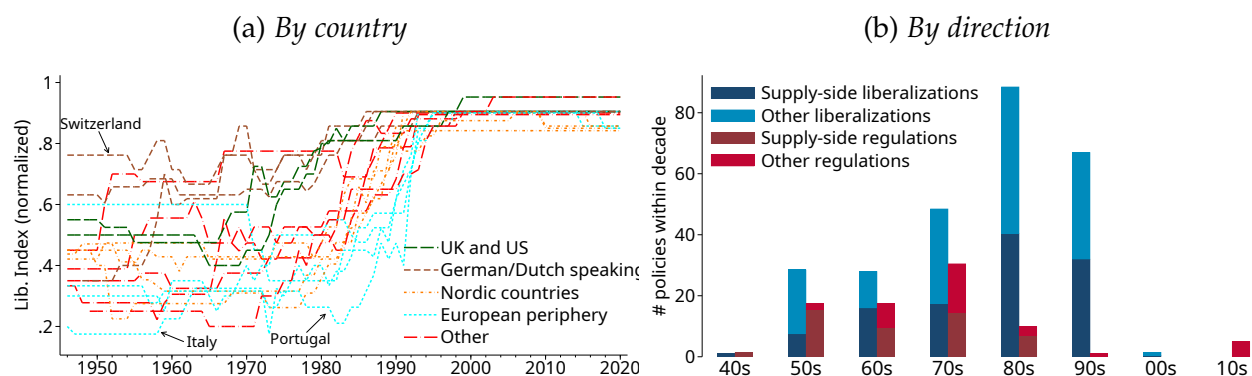 (a) By country
(b) By direction
Lib. Index (normalized)
1
.8
.6
.4
.2
Switzerland
Italy
Portugal
UK and US
German/Dutch speaking
Nordic countries
European periphery
Other
1950 1960 1970 1980 1990 2000 2010 2020
# policies within decade
80
60
40
20
0
Supply-side liberalizations
Other liberalizations
Supply-side regulations
Other regulations
40s 50s 60s 70s 80s 90s 00s 10s